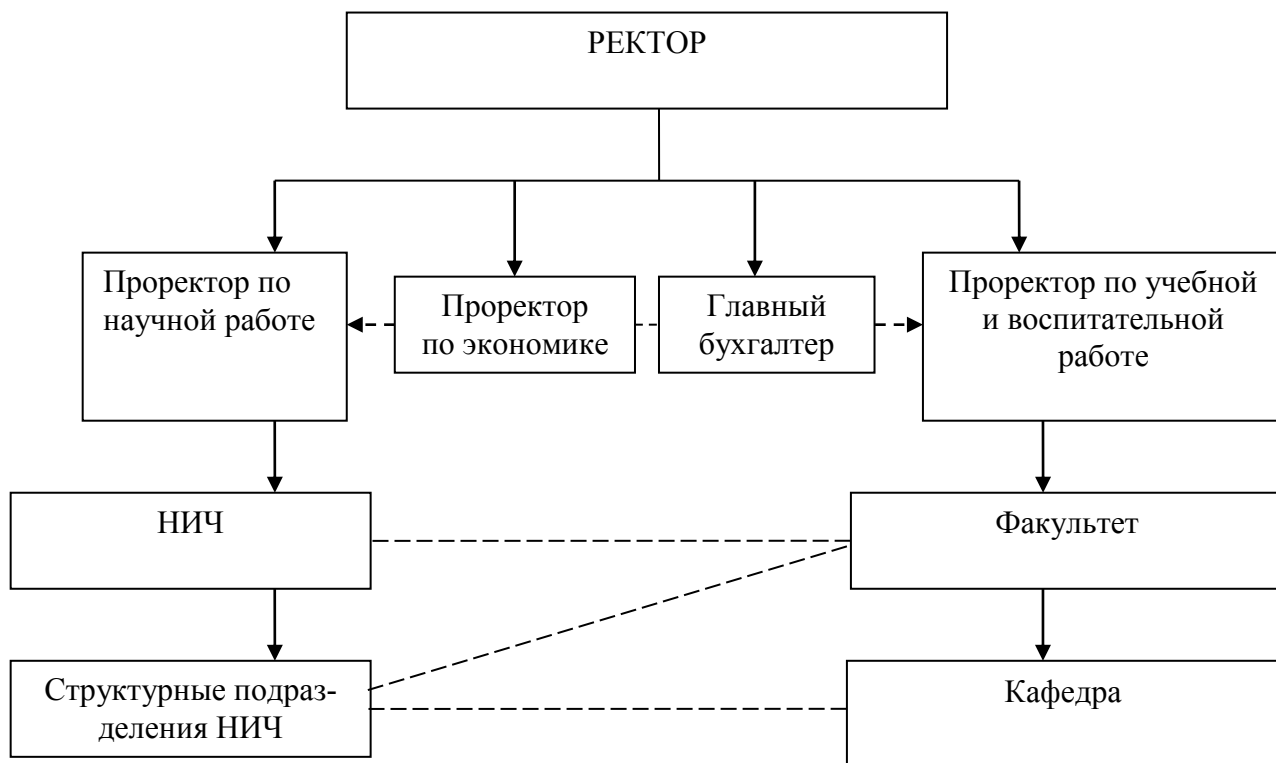 РЕКТОР
Проректор по
научной работе
Проректор
по экономике
Главный
бухгалтер
Проректор по учебной
и воспитательной
работе
НИЧ
Факультет
Структурные подраз-
деления НИЧ
Кафедра